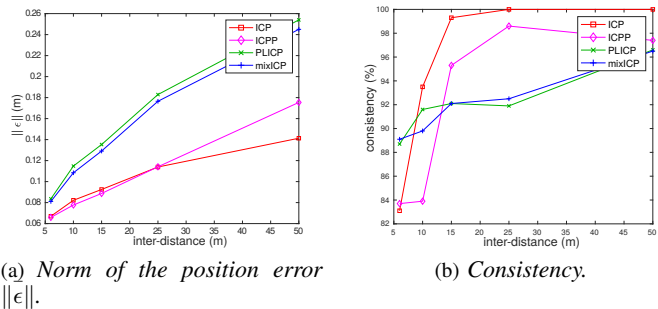 0.26
0.24
0.22
0.2
0.18
0.16
0.14
0.12
0.1
0.08
0.06
|| ϵ || (m)
5 10 15 20 25 30 35 40 45 50
inter-distance (m)
ICP
ICPP
PLICP
mixICP
100
98
96
94
92
90
88
86
84
82
consistency (%)
5 10 15 20 25 30 35 40 45 50
inter-distance (m)
ICP
ICPP
PLICP
mixICP
(a) Norm of the position error
||ϵ̄||.
(b) Consistency.